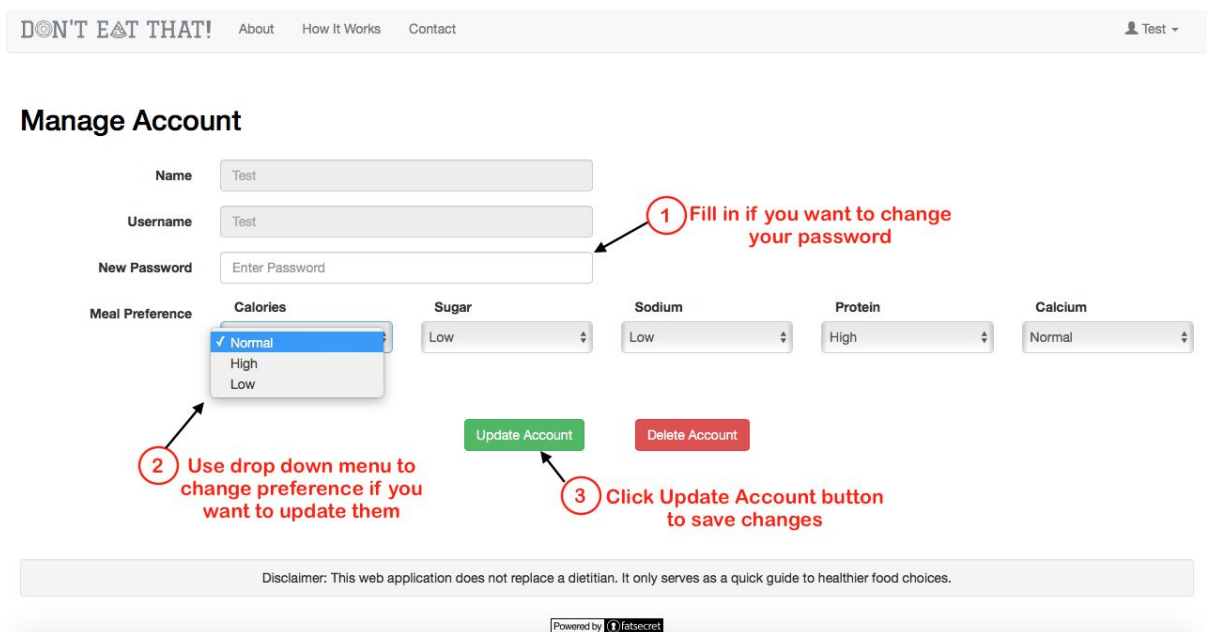 DON'T EAT THAT! About How It Works Contact Test
Manage Account
Name Test
Username Test
1 Fill in if you want to change
your password
New Password Enter Password
Meal Preference Calories Sugar Sodium Protein Calcium
Low Low High Normal
✓ Normal
High
Low
Update Account Delete Account
2 Use drop down menu to
change preference if you
want to update them
3 Click Update Account button
to save changes
Disclaimer: This web application does not replace a dietitian. It only serves as a quick guide to healthier food choices.
Powered by fatsecret